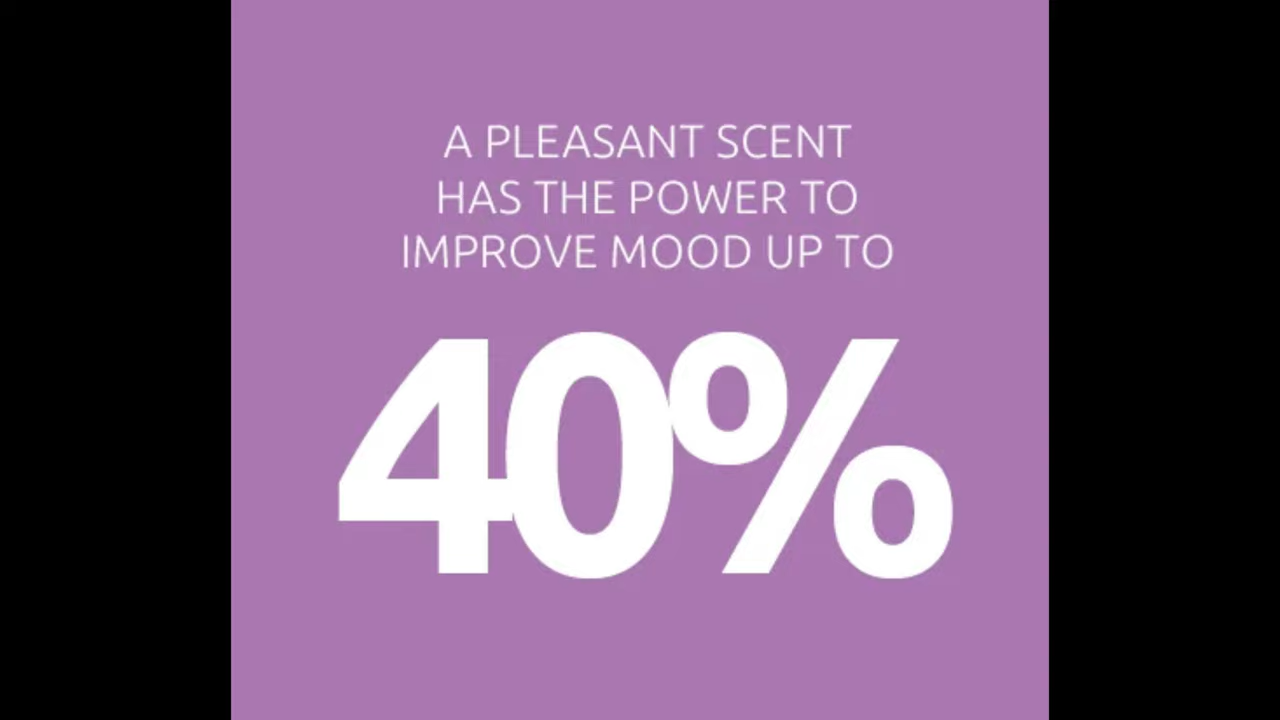 A PLEASANT SCENT
HAS THE POWER TO
IMPROVE MOOD UP TO
40%